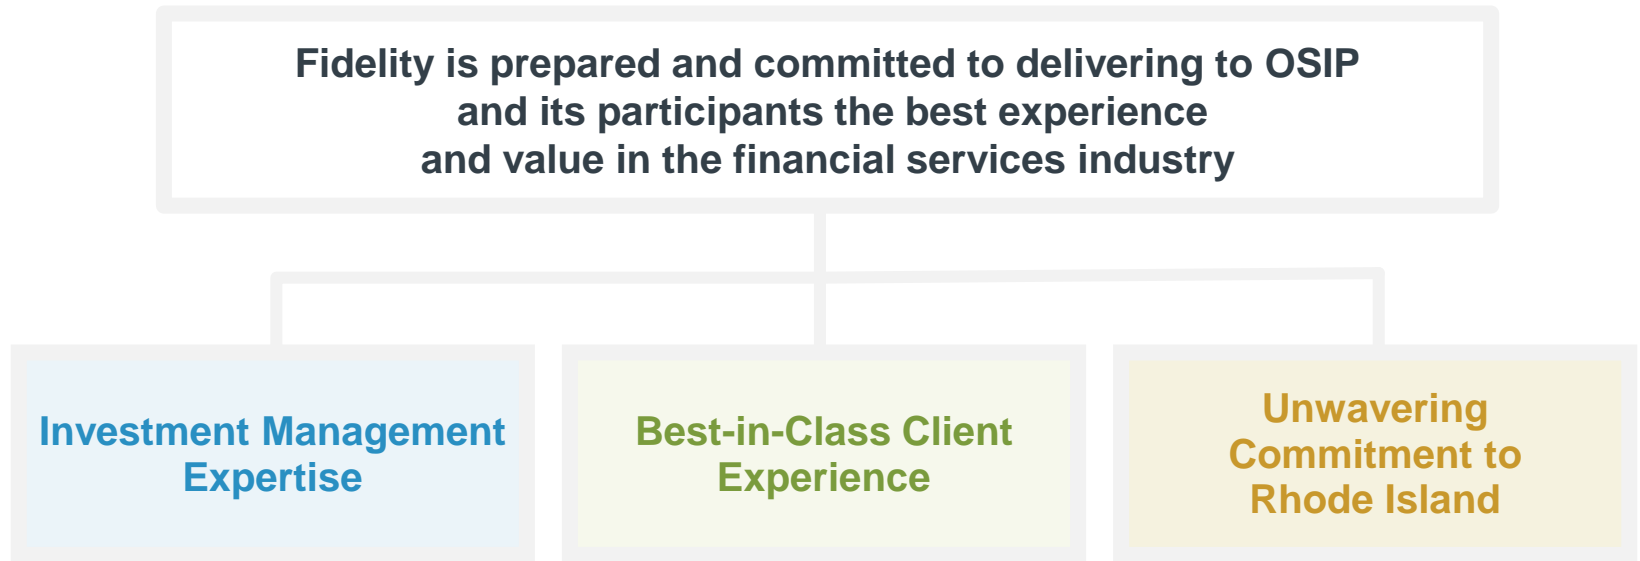 Fidelity is prepared and committed to delivering to OSIP
and its participants the best experience
and value in the financial services industry
Investment Management
Expertise
Best-in-Class Client
Experience
Unwavering
Commitment to
Rhode Island